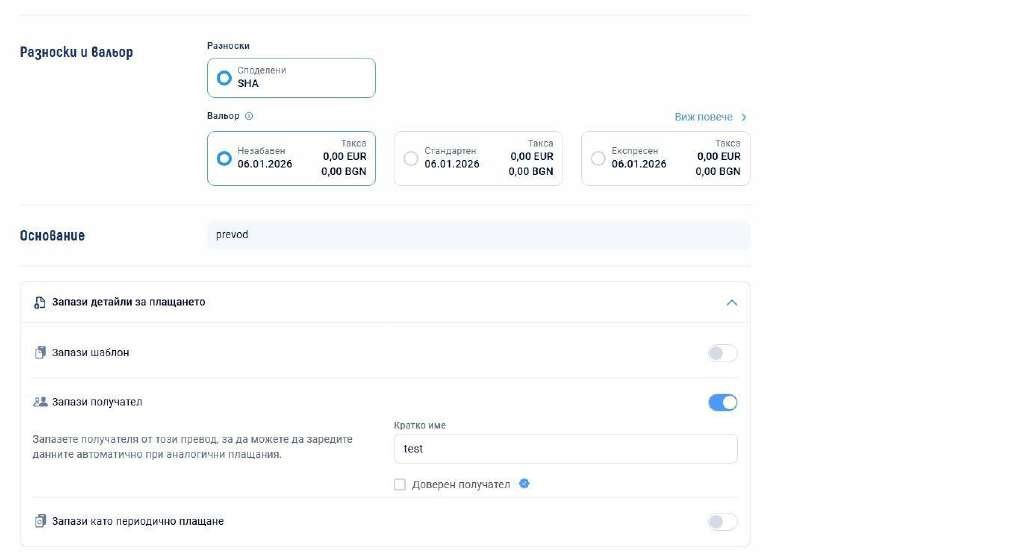 Разноски и вальор
Разноски
Споделени
SHA
Вальор
Виж повече
Незабавен
06.01.2026
Такса
0,00 EUR
0,00 BGN
Стандартен
06.01.2026
Такса
0,00 EUR
0,00 BGN
Експресен
06.01.2026
Такса
0,00 EUR
0,00 BGN
Основание
prevod
Запази детайли за плащането
Запази шаблон
Запази получател
Запазете получателя от този превод, за да можете да заредите
данните автоматично при аналогични плащания.
Кратко име
test
Доверен получател
Запази като периодично плащане